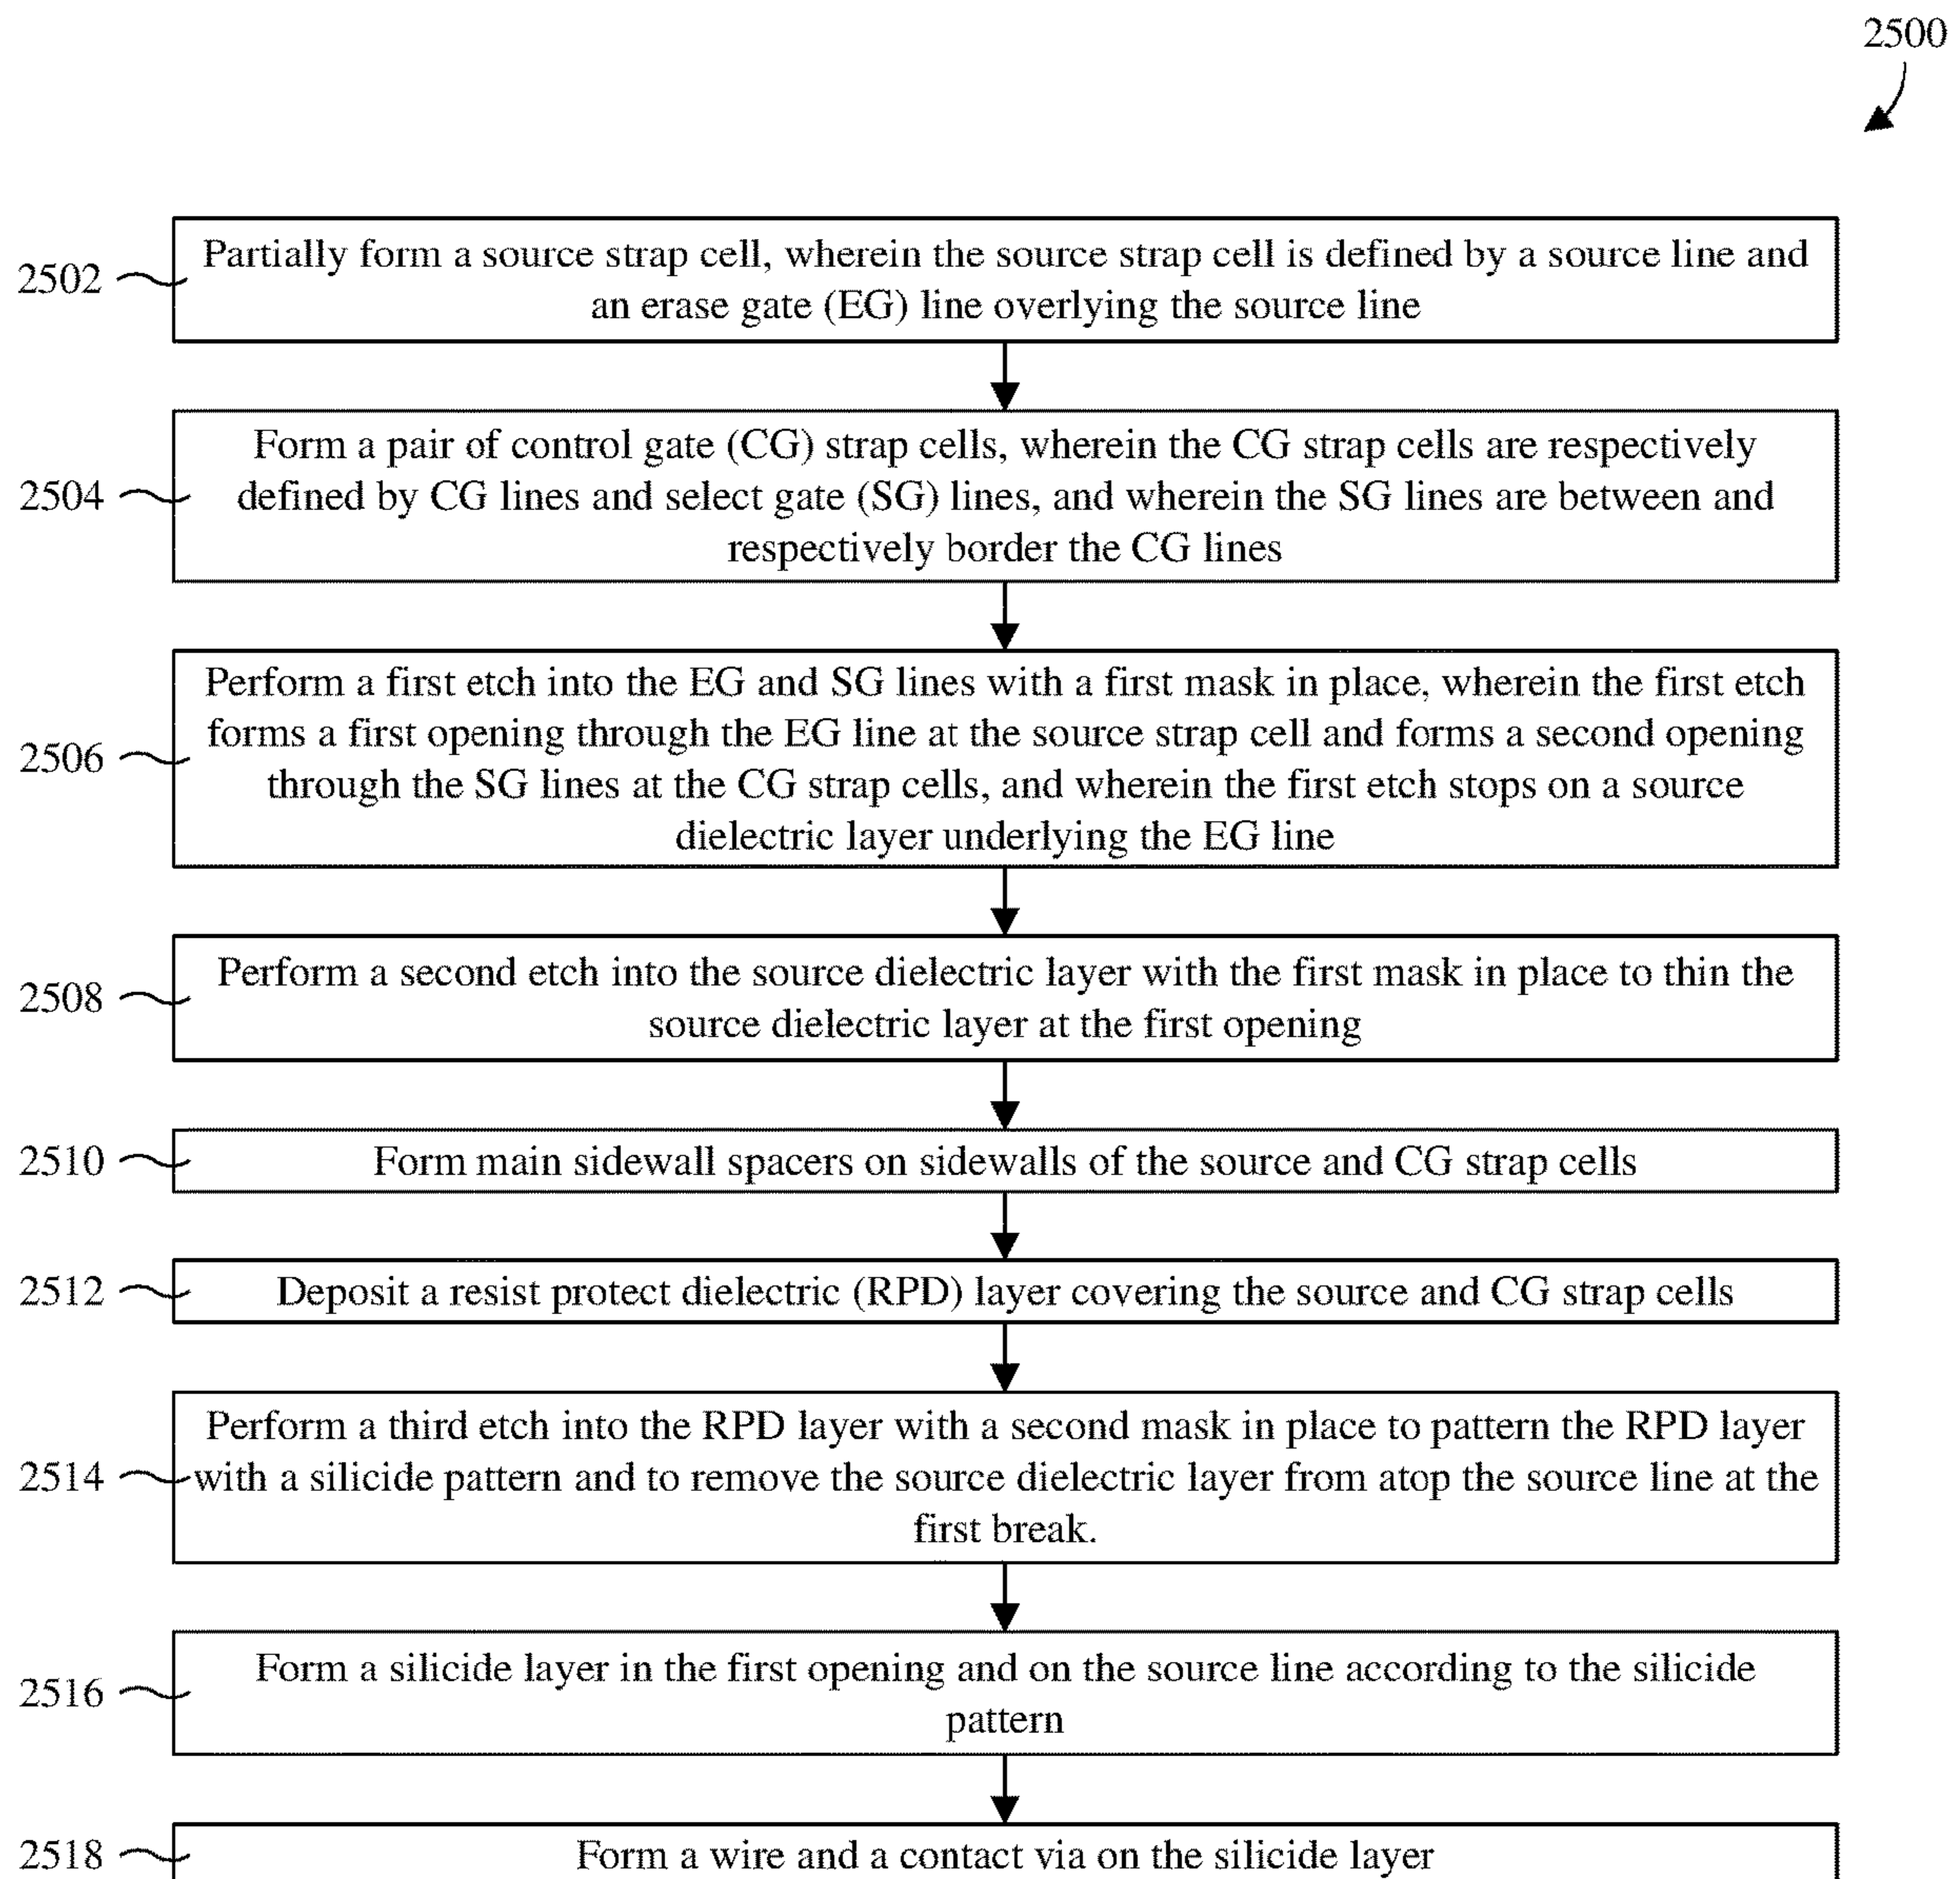 2500
2502
Partially form a source strap cell, wherein the source strap cell is defined by a source line and
an erase gate (EG) line overlying the source line
2504
Form a pair of control gate (CG) strap cells, wherein the CG strap cells are respectively
defined by CG lines and select gate (SG) lines, and wherein the SG lines are between and
respectively border the CG lines
2506
Perform a first etch into the EG and SG lines with a first mask in place, wherein the first etch
forms a first opening through the EG line at the source strap cell and forms a second opening
through the SG lines at the CG strap cells, and wherein the first etch stops on a source
dielectric layer underlying the EG line
2508
Perform a second etch into the source dielectric layer with the first mask in place to thin the
source dielectric layer at the first opening
2510
Form main sidewall spacers on sidewalls of the source and CG strap cells
2512
Deposit a resist protect dielectric (RPD) layer covering the source and CG strap cells
2514
Perform a third etch into the RPD layer with a second mask in place to pattern the RPD layer
with a silicide pattern and to remove the source dielectric layer from atop the source line at the
first break.
2516
Form a silicide layer in the first opening and on the source line according to the silicide
pattern
2518
Form a wire and a contact via on the silicide layer